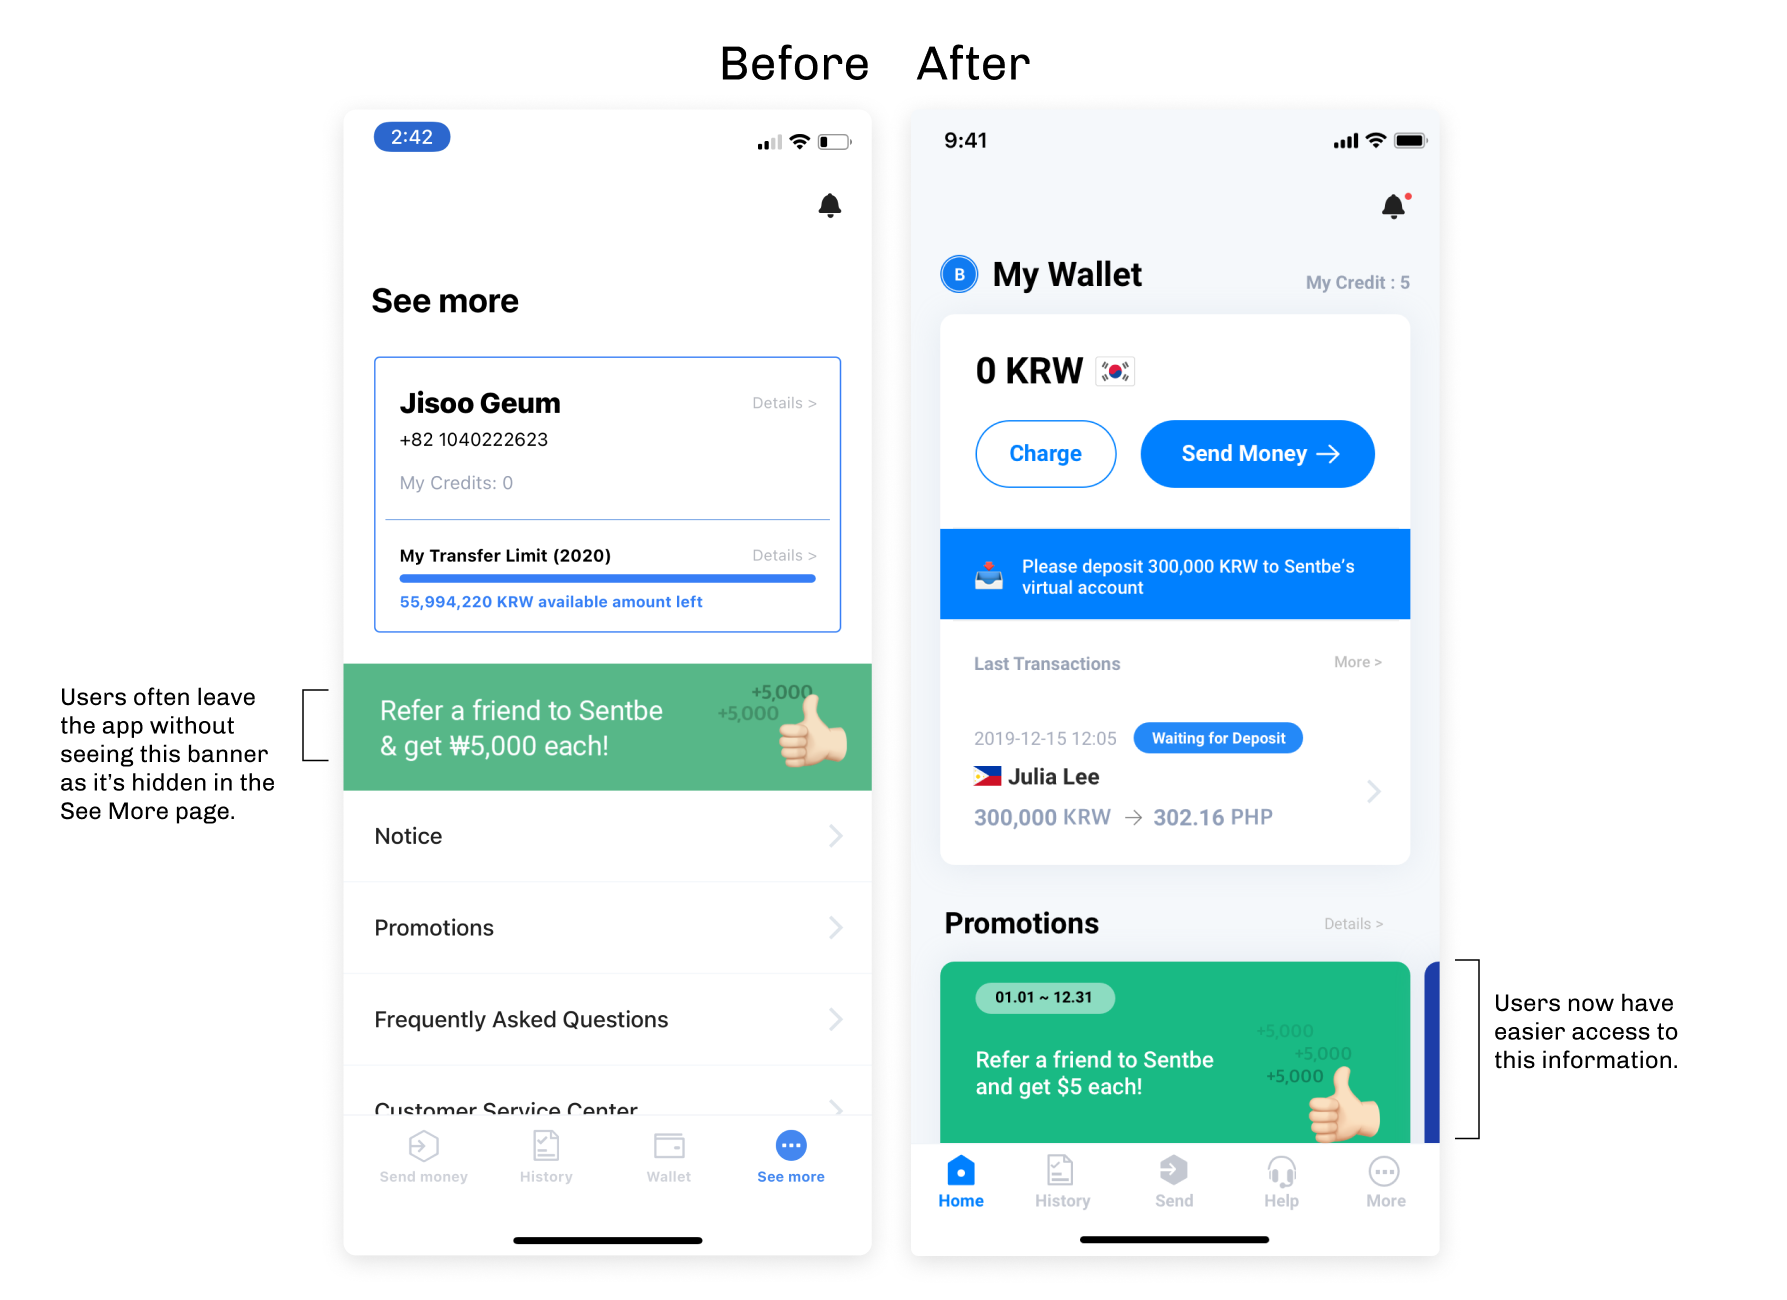 Before
After
2:42
See more
Jisoo Geum
Details >
+82 1040222623
My Credits: 0
My Transfer Limit (2020)
Details >
55,994,220 KRW available amount left
Users often leave
the app without
seeing this banner
as it's hidden in the
See More page.
Refer a friend to Sentbe
& get ₩5,000 each!
+5,000
+5,000
Notice
Promotions
Frequently Asked Questions
Customer Service Center
Send money
History
Wallet
See more
9:41
B
My Wallet
My Credit : 5
0 KRW
Charge
Send Money →
Please deposit 300,000 KRW to Sentbe's
virtual account
Last Transactions
More >
2019-12-15 12:05
Waiting for Deposit
Julia Lee
300,000 KRW → 302.16 PHP
Promotions
Details >
01.01 ~ 12.31
Refer a friend to Sentbe
and get $5 each!
+5,000
+5,000
+5,000
Users now have
easier access to
this information.
Home
History
Send
Help
More